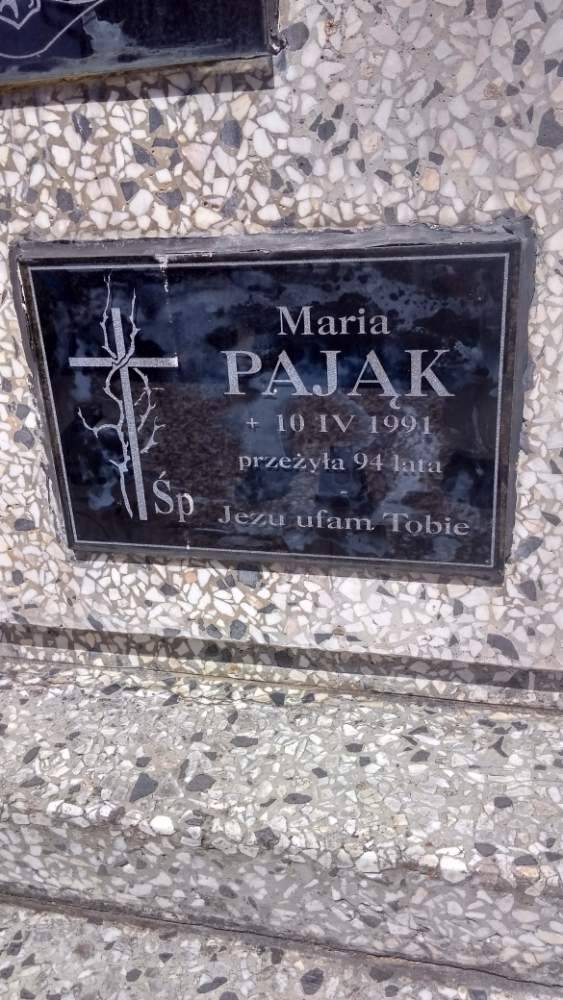 Maria
PAJĄK
+ 10 IV 1991
przeżyła 94 lata
Śp Jezu ufam Tobie